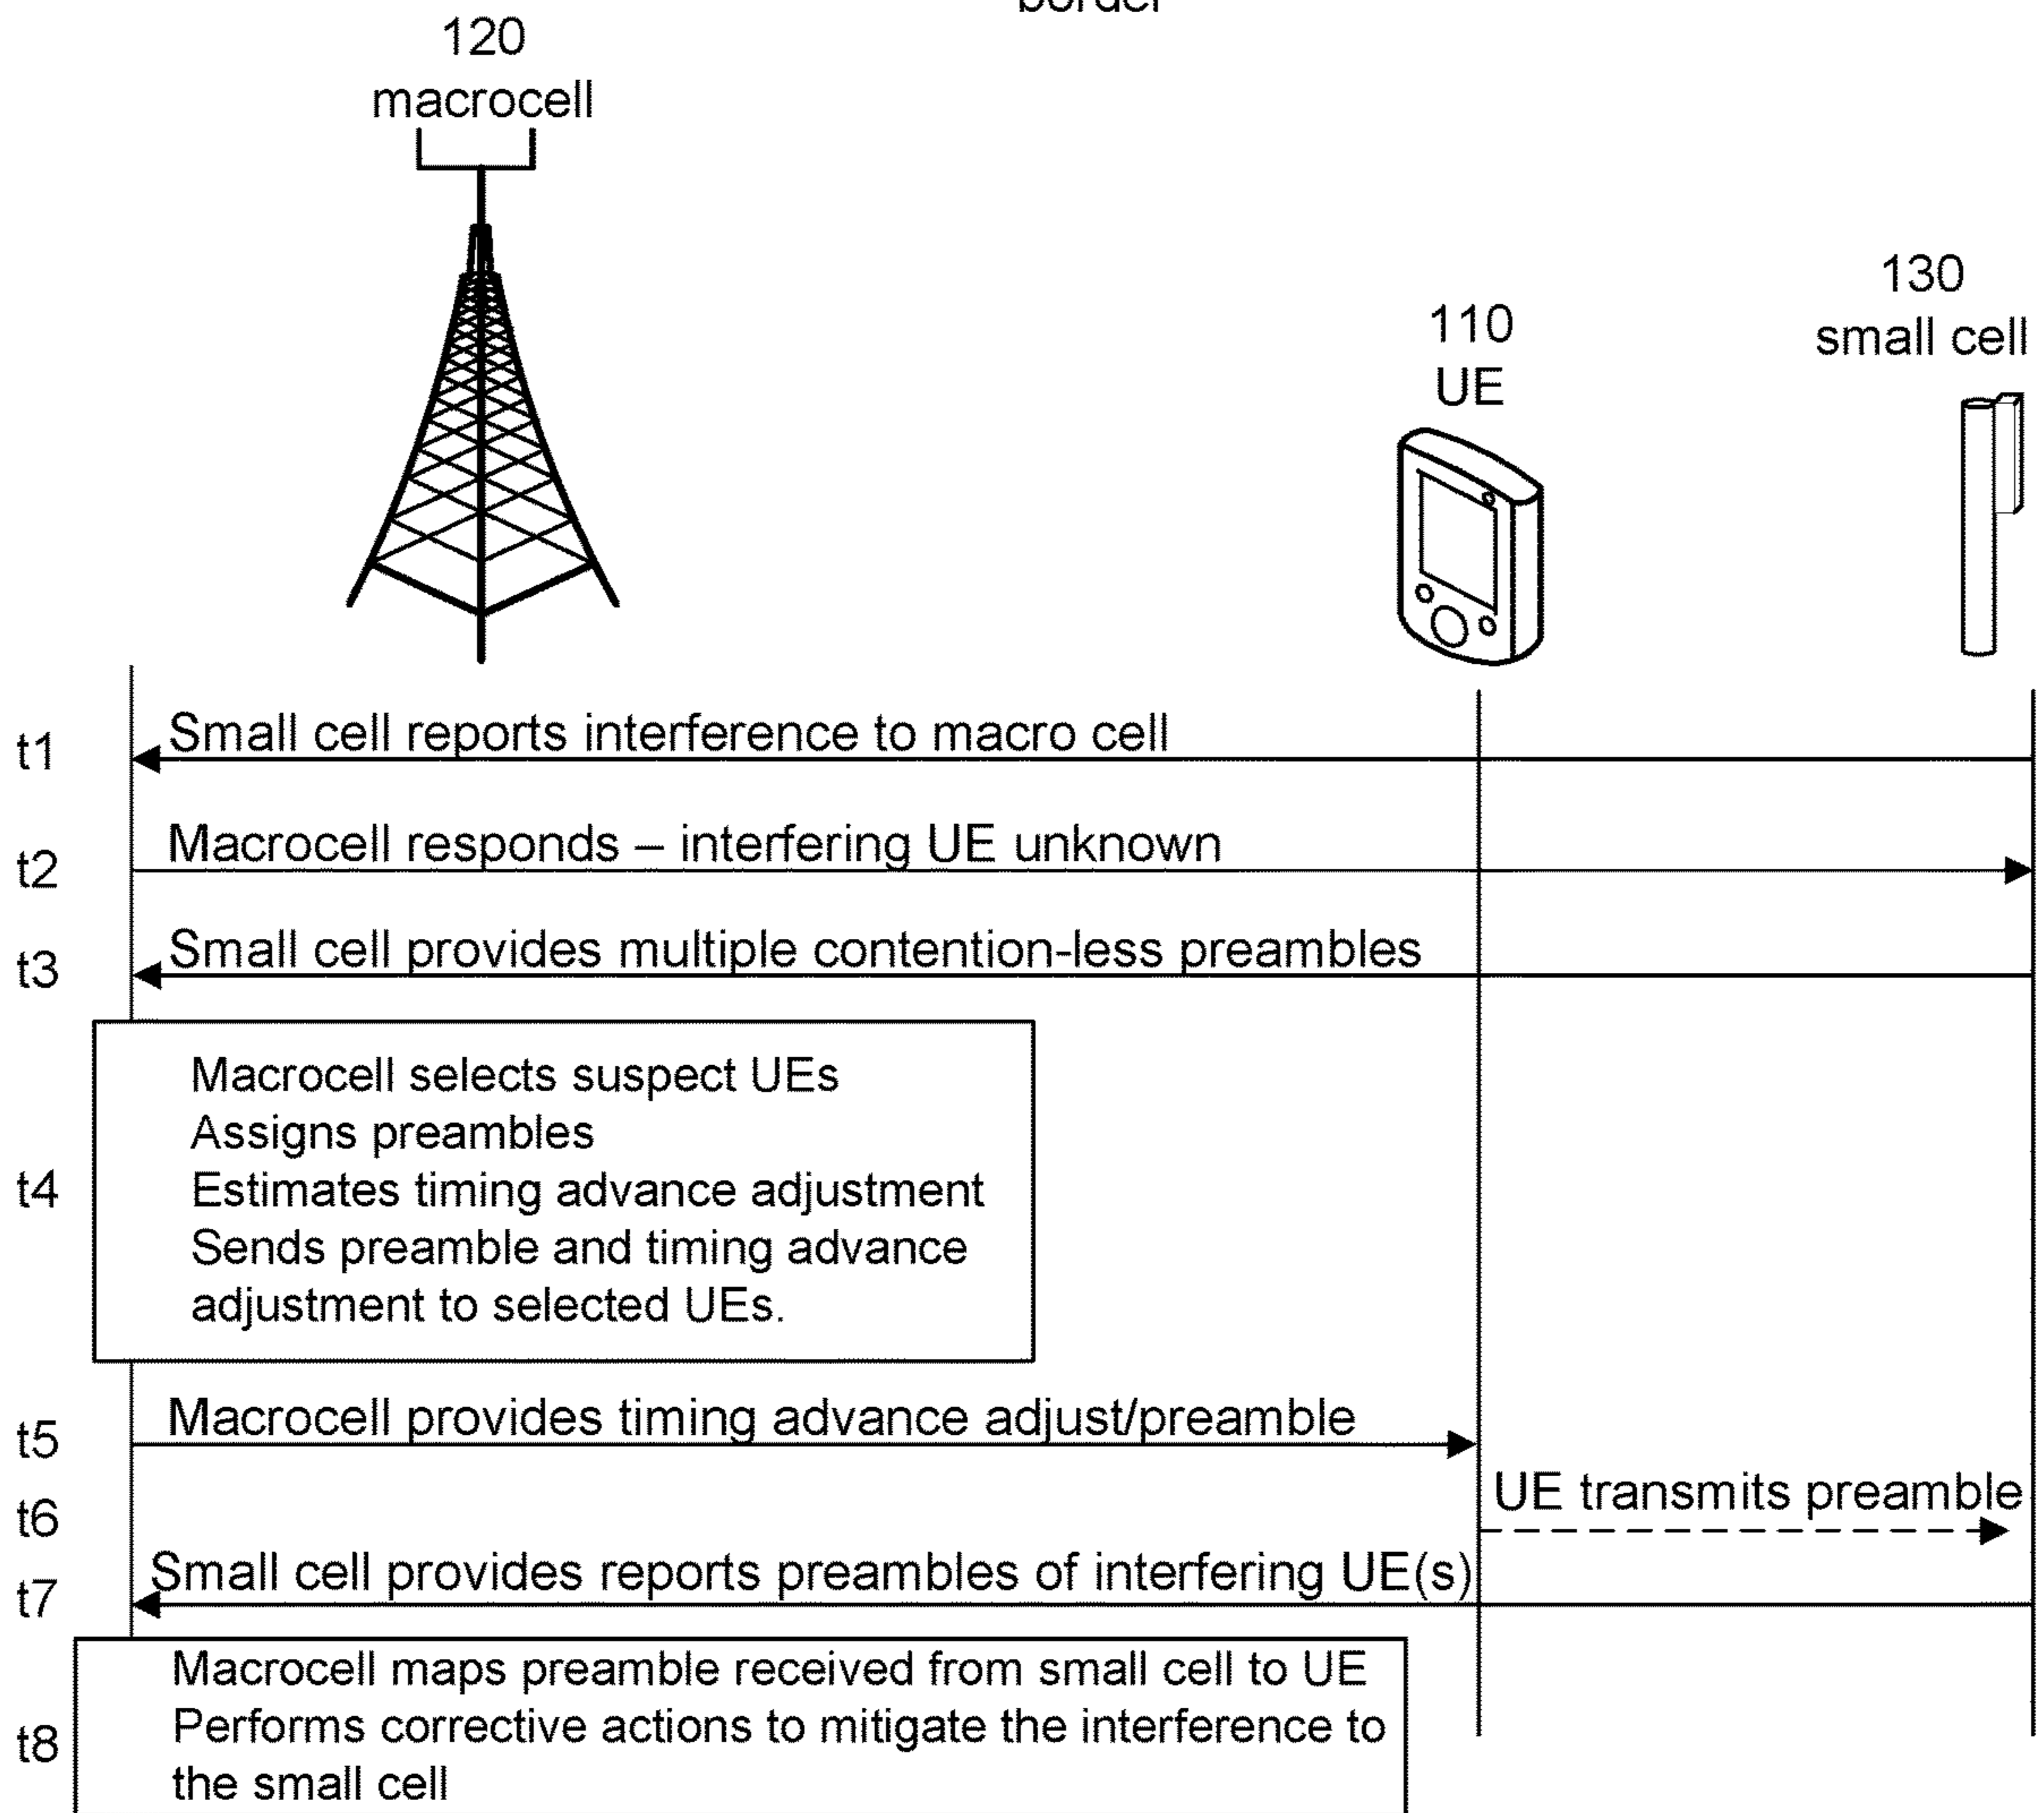 border
120
macrocell
110
UE
130
small cell
t1
Small cell reports interference to macro cell
t2
Macrocell responds – interfering UE unknown
t3
Small cell provides multiple contention-less preambles
t4
Macrocell selects suspect UEs
Assigns preambles
Estimates timing advance adjustment
Sends preamble and timing advance
adjustment to selected UEs.
t5
Macrocell provides timing advance adjust/preamble
t6
UE transmits preamble
t7
Small cell provides reports preambles of interfering UE(s)
t8
Macrocell maps preamble received from small cell to UE
Performs corrective actions to mitigate the interference to
the small cell